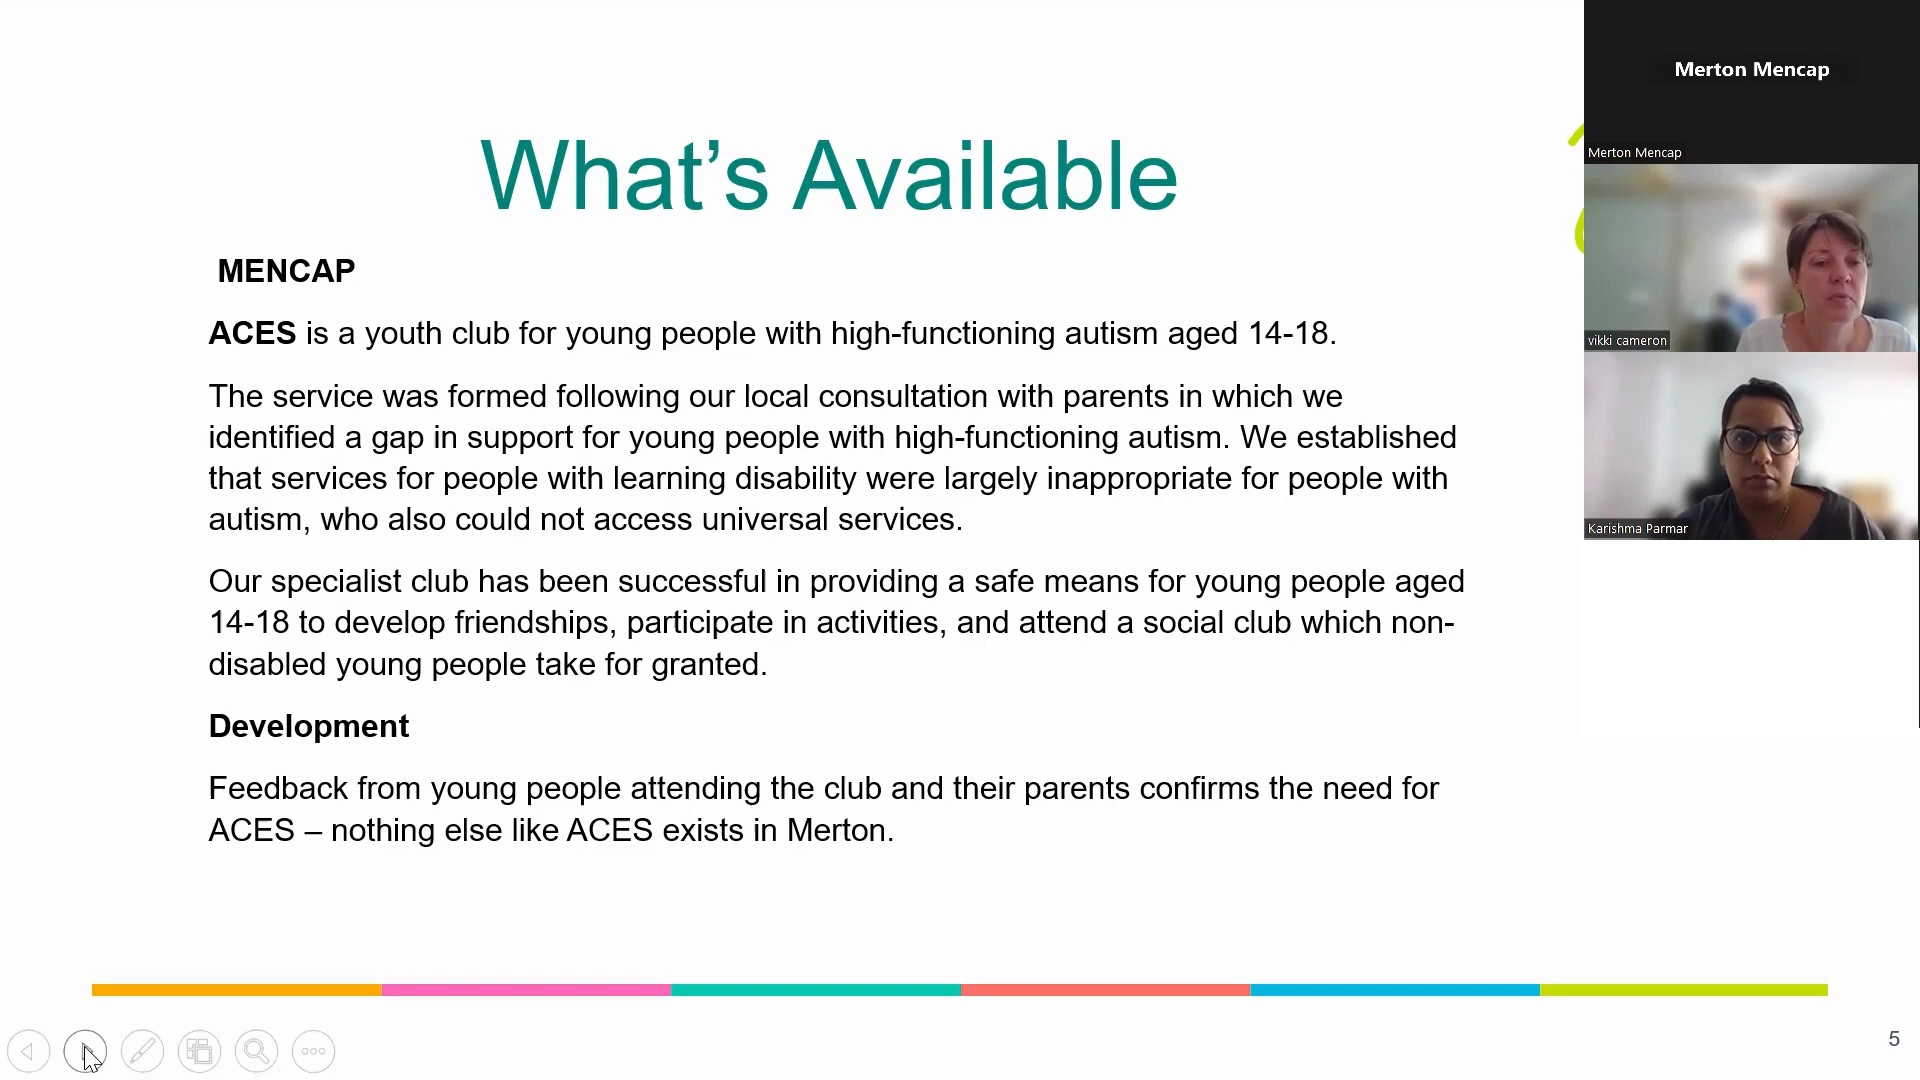 What’s Available
MENCAP
ACES is a youth club for young people with high-functioning autism aged 14-18.
The service was formed following our local consultation with parents in which we
identified a gap in support for young people with high-functioning autism. We established
that services for people with learning disability were largely inappropriate for people with
autism, who also could not access universal services.
Our specialist club has been successful in providing a safe means for young people aged
14-18 to develop friendships, participate in activities, and attend a social club which non-
disabled young people take for granted.
Development
Feedback from young people attending the club and their parents confirms the need for
ACES – nothing else like ACES exists in Merton.
5
Merton Mencap
Merton Mencap
vikki cameron
Karishma Parmar